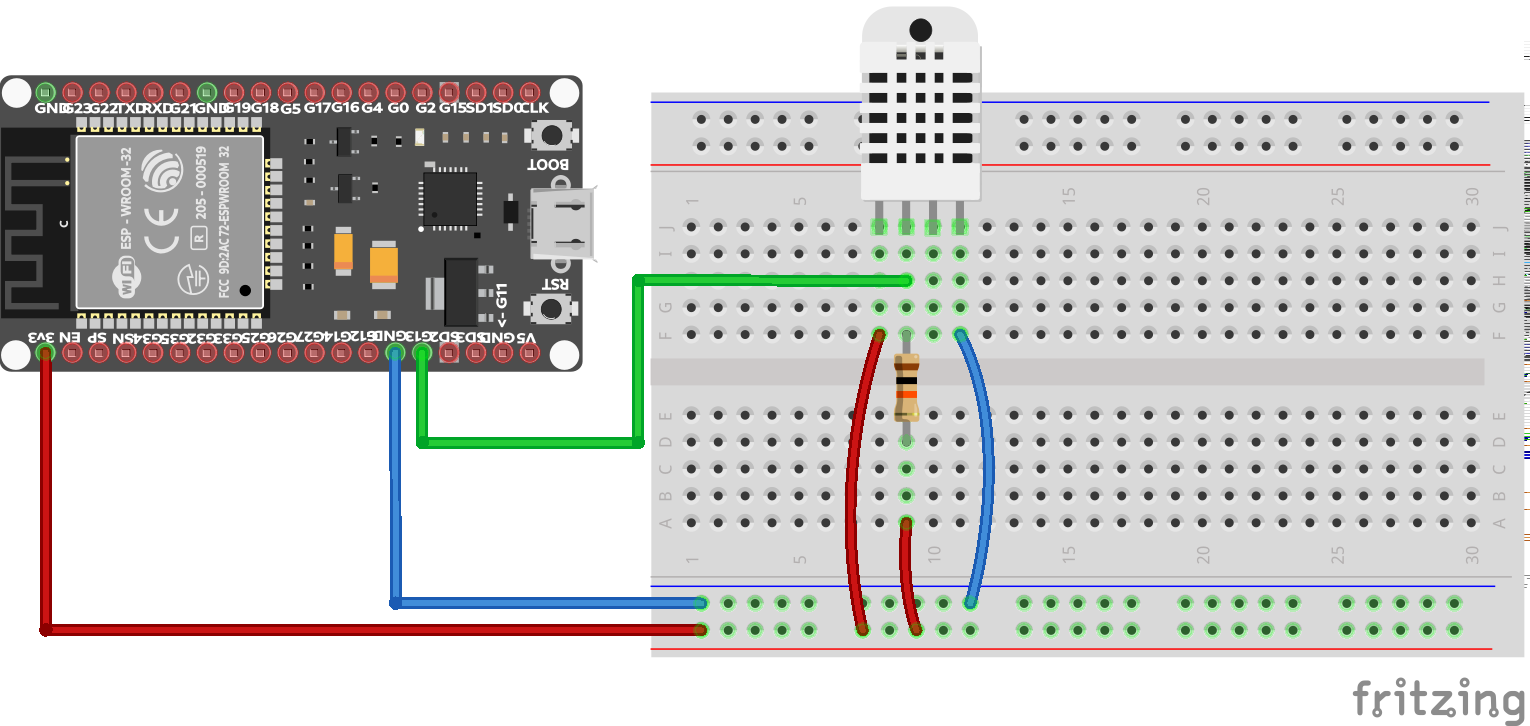 GND G23 G22 TXD RXD G21 GND G19 G18 G5 G17 G16 G4 G0 G2 G15 SD1 SD0 CLK
BOOT
WiFi
ESP - WROOM-32
CE
R
205 - 000519
FCC 9D:2AC72-ESPWROOM 32
C
RST
<- G11
3V3 EN SP SN G34 G35 G32 G33 G25 G26 G27 G14 G12 GND G13 SD2 SD3 GND V5
1 5 15 20 25 30
J J
I I
H H
G G
F F
E E
D D
C C
B B
A A
1 5 10 15 20 25 30
fritzing